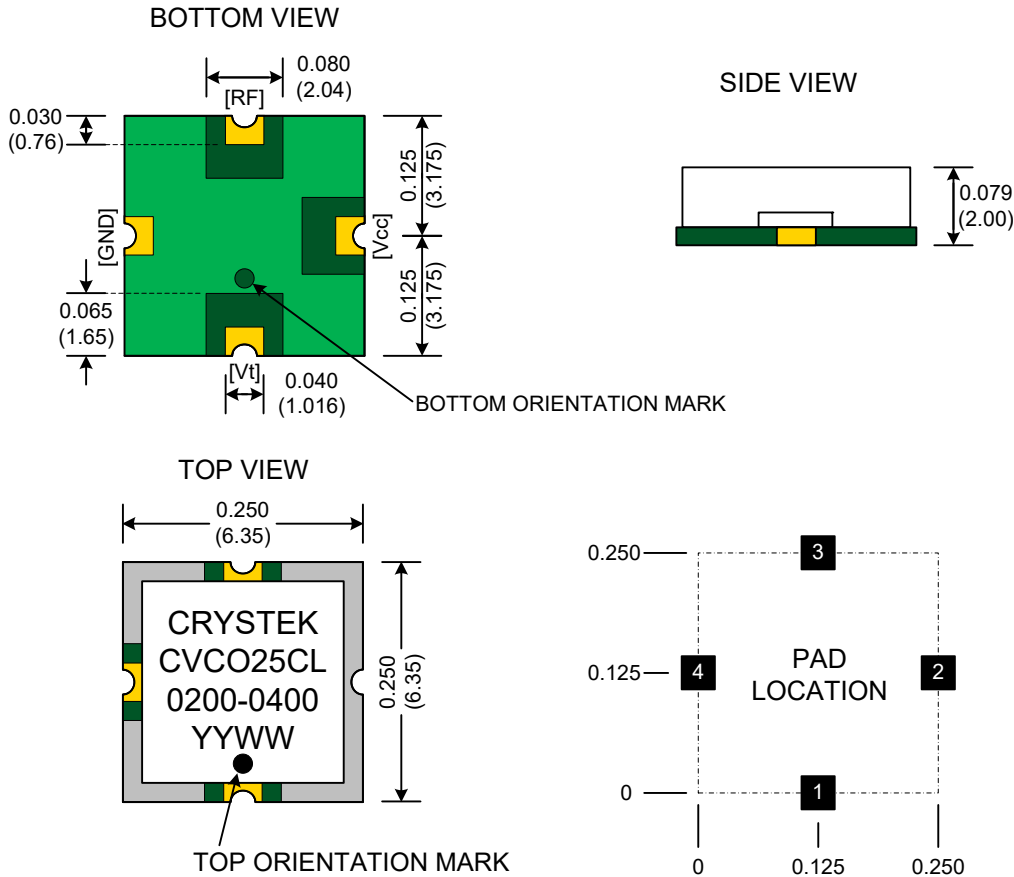 BOTTOM VIEW
0.080
(2.04)
[RF]
0.030
(0.76)
0.125
(3.175)
[GND]
[Vcc]
0.125
(3.175)
0.065
(1.65)
[Vt]
0.040
(1.016)
BOTTOM ORIENTATION MARK
SIDE VIEW
0.079
(2.00)
TOP VIEW
0.250
(6.35)
CRYSTEK
CVCO25CL
0200-0400
YYWW
0.250
(6.35)
TOP ORIENTATION MARK
0.250
3
0.125
4
PAD
LOCATION
2
0
1
0
0.125
0.250